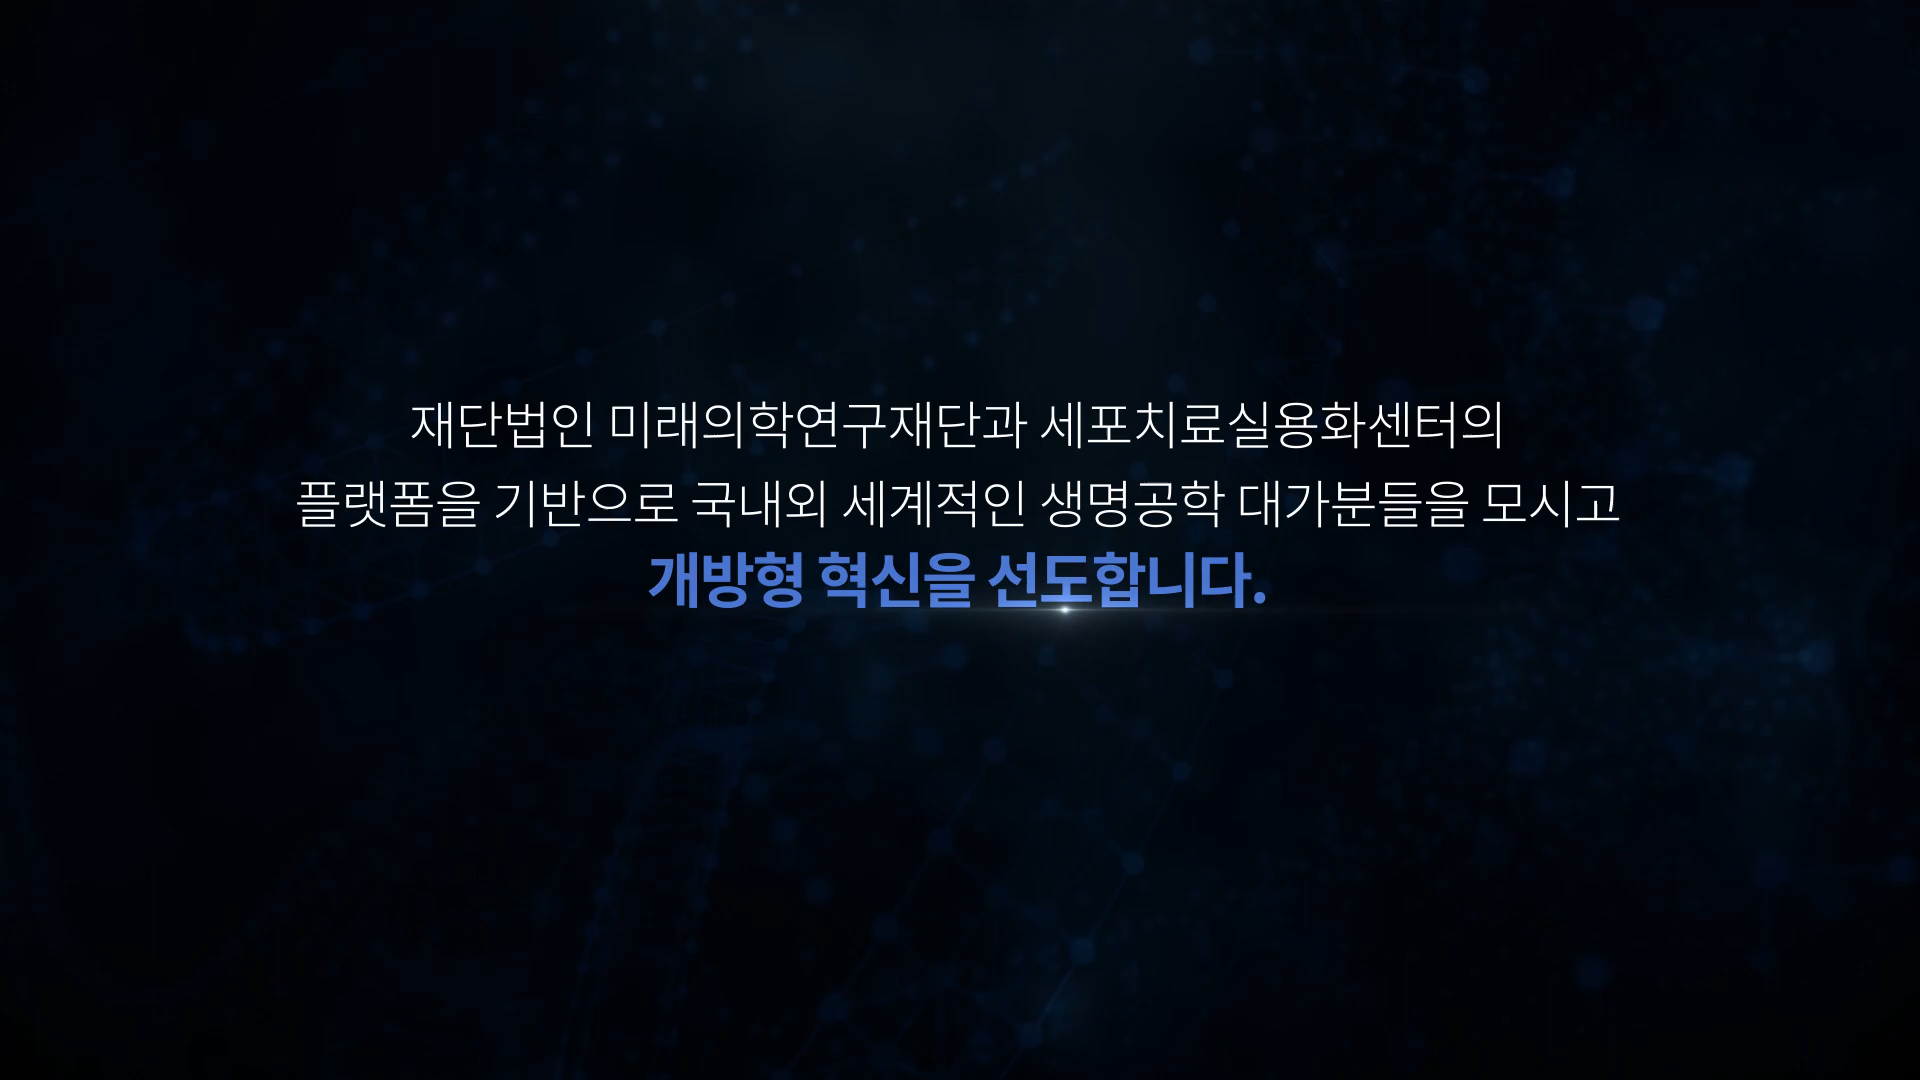 재단법인 미래의학연구재단과 세포치료실용화센터의
플랫폼을 기반으로 국내외 세계적인 생명공학 대가분들을 모시고
개방형 혁신을 선도합니다.